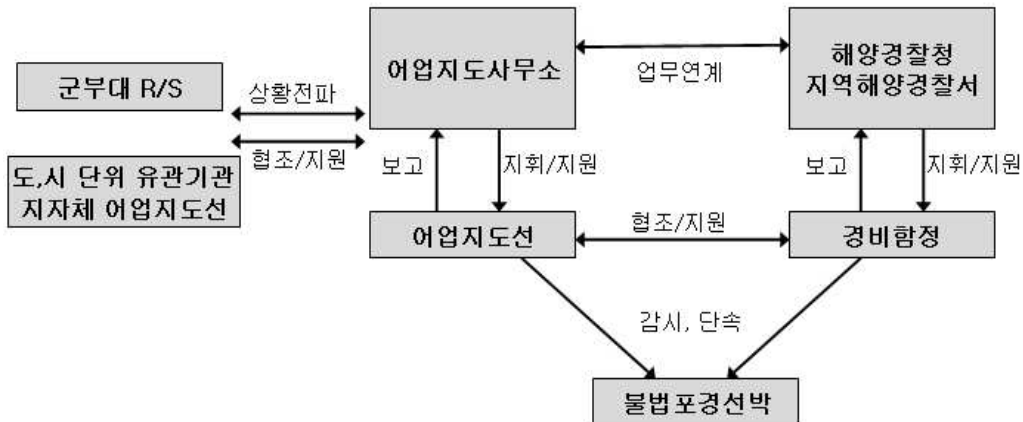 어업지도사무소
해양경찰청
지역해양경찰서
업무연계
군부대 R/S
상황전파
협조/지원
도,시 단위 유관기관
지자체 어업지도선
보고
지휘/지원
보고
지휘/지원
어업지도선
협조/지원
경비함정
감시, 단속
불법포경선박